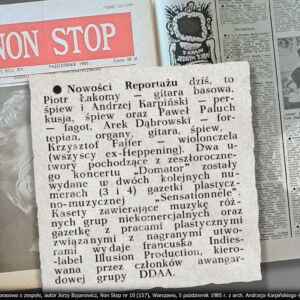 NON STOP
PAŹDZIERNIK 1985
● Nowości Reportażu dziś, to
Piotr Łakomy — gitara basowa,
śpiew i Andrzej Karpiński — per-
kusja, śpiew oraz Paweł Paluch
— fagot, Arek Dąbrowski — for-
tepian, organy, gitara, śpiew,
Krzysztof Fajfer — wiolonczela
(wszyscy ex-Heppening). Dwa u-
twory pochodzące z zeszłoroczne-
go koncertu „Domator” zostały
wydane w dwóch kolejnych nu-
merach (3 i 4) gazetki plastycz-
no-muzycznej „Sensationnele”.
Kasety zawierające muzykę róż-
nych grup niekomercjalnych oraz
gazetkę z pracami plastycznymi
związanymi z nagranymi utwo-
rami wydaje francuska Indies-
-label Illusion Production, kiero-
wana przez członków awangar-
dowej grupy DDAA.
prasowa o zespole, autor Jerzy Bojanowicz, Non Stop nr 10 (157), Warszawa, 5 październik 1985 r. z arch. Andrzeja Karpińskiego